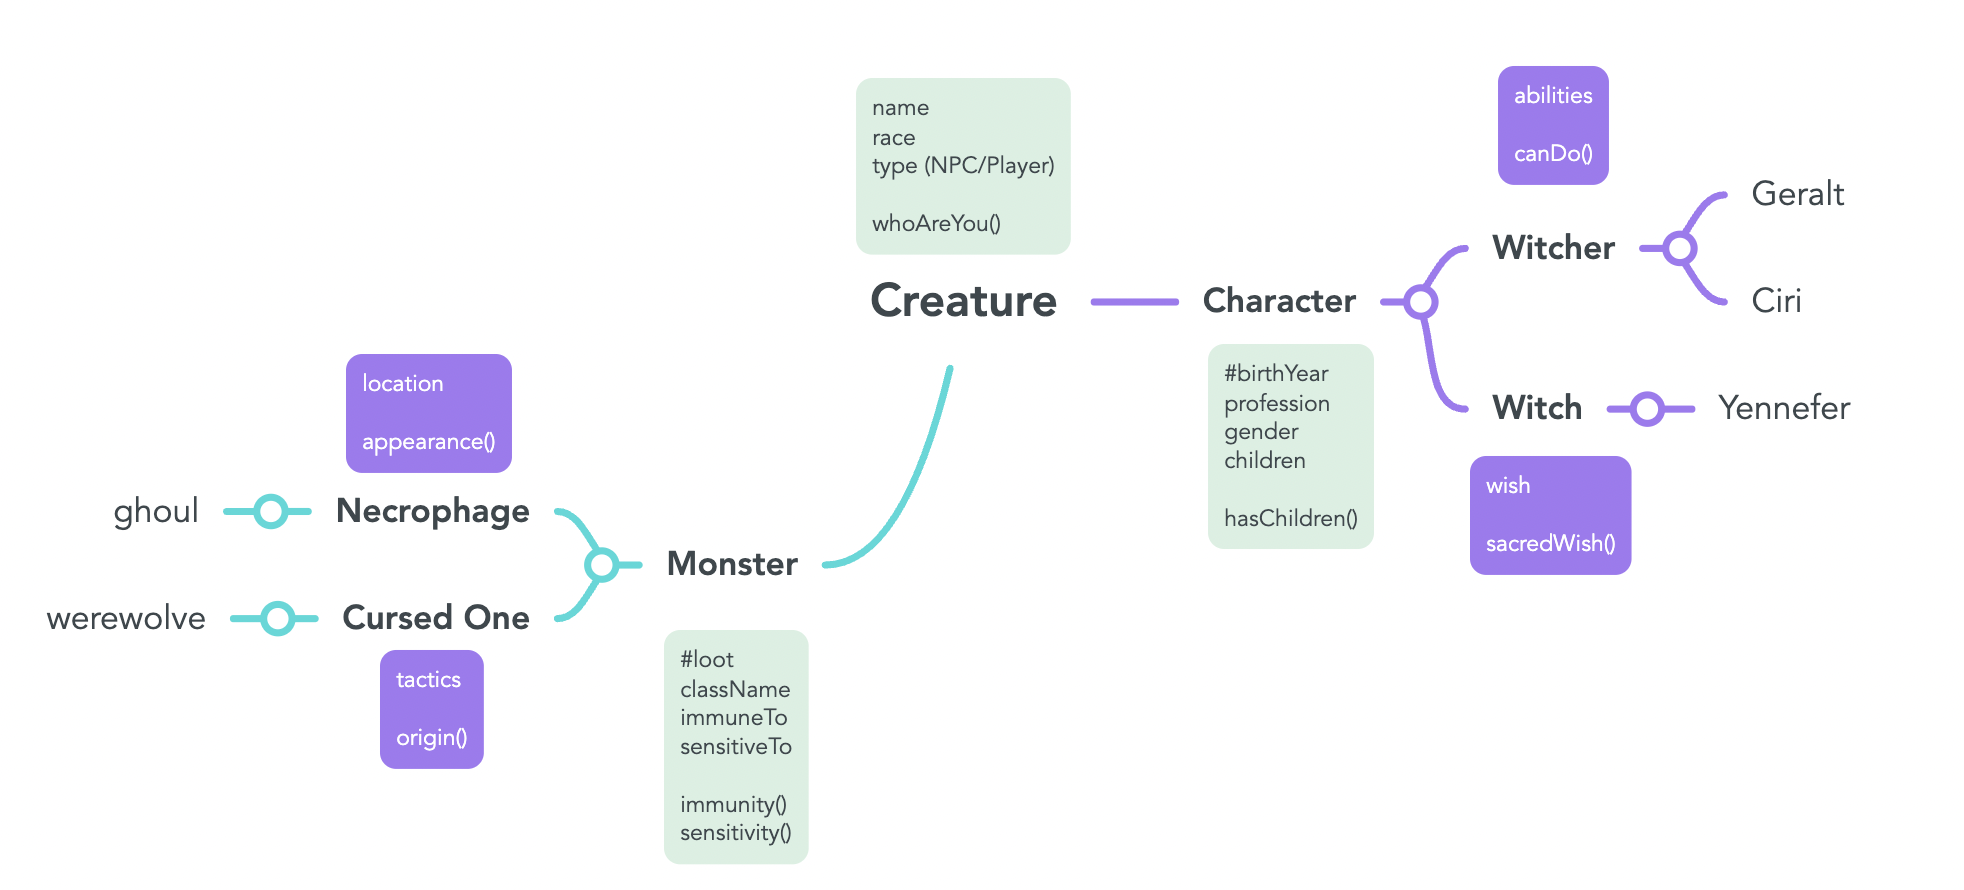 name
race
type (NPC/Player)
whoAreYou()
Creature
Character
#birthYear
profession
gender
children
hasChildren()
abilities
canDo()
Witcher
Geralt
Ciri
Witch
Yennefer
wish
sacredWish()
location
appearance()
ghoul
Necrophage
Monster
werewolve
Cursed One
tactics
origin()
#loot
className
immuneTo
sensitiveTo
immunity()
sensitivity()